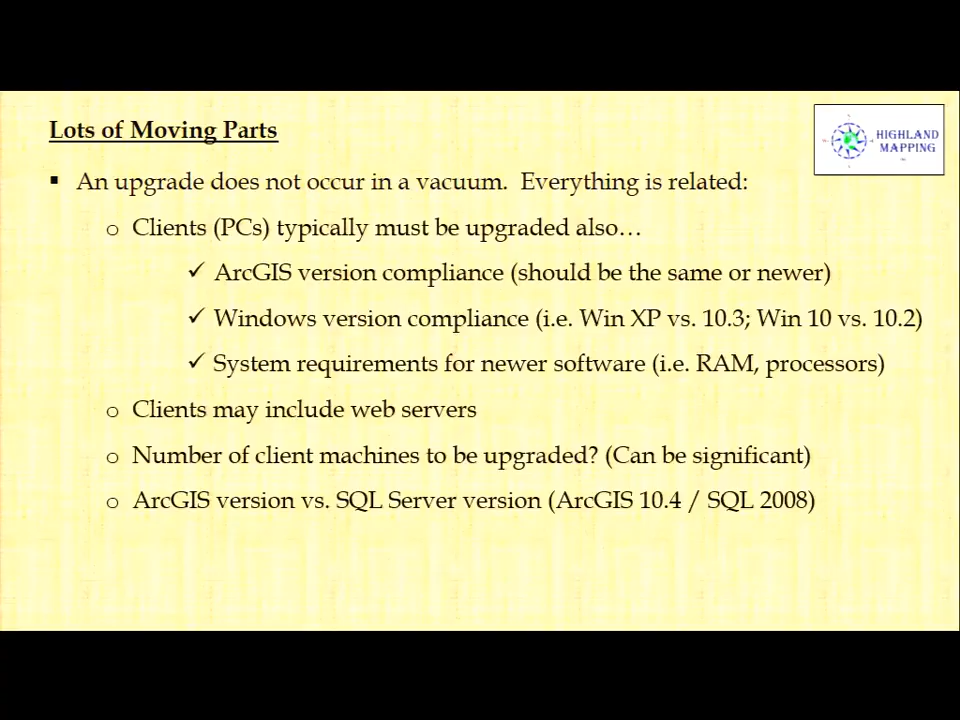 Lots of Moving Parts
HIGHLAND
MAPPING
▪ An upgrade does not occur in a vacuum.  Everything is related:
o Clients (PCs) typically must be upgraded also…
✓ ArcGIS version compliance (should be the same or newer)
✓ Windows version compliance (i.e. Win XP vs. 10.3; Win 10 vs. 10.2)
✓ System requirements for newer software (i.e. RAM, processors)
o Clients may include web servers
o Number of client machines to be upgraded? (Can be significant)
o ArcGIS version vs. SQL Server version (ArcGIS 10.4 / SQL 2008)